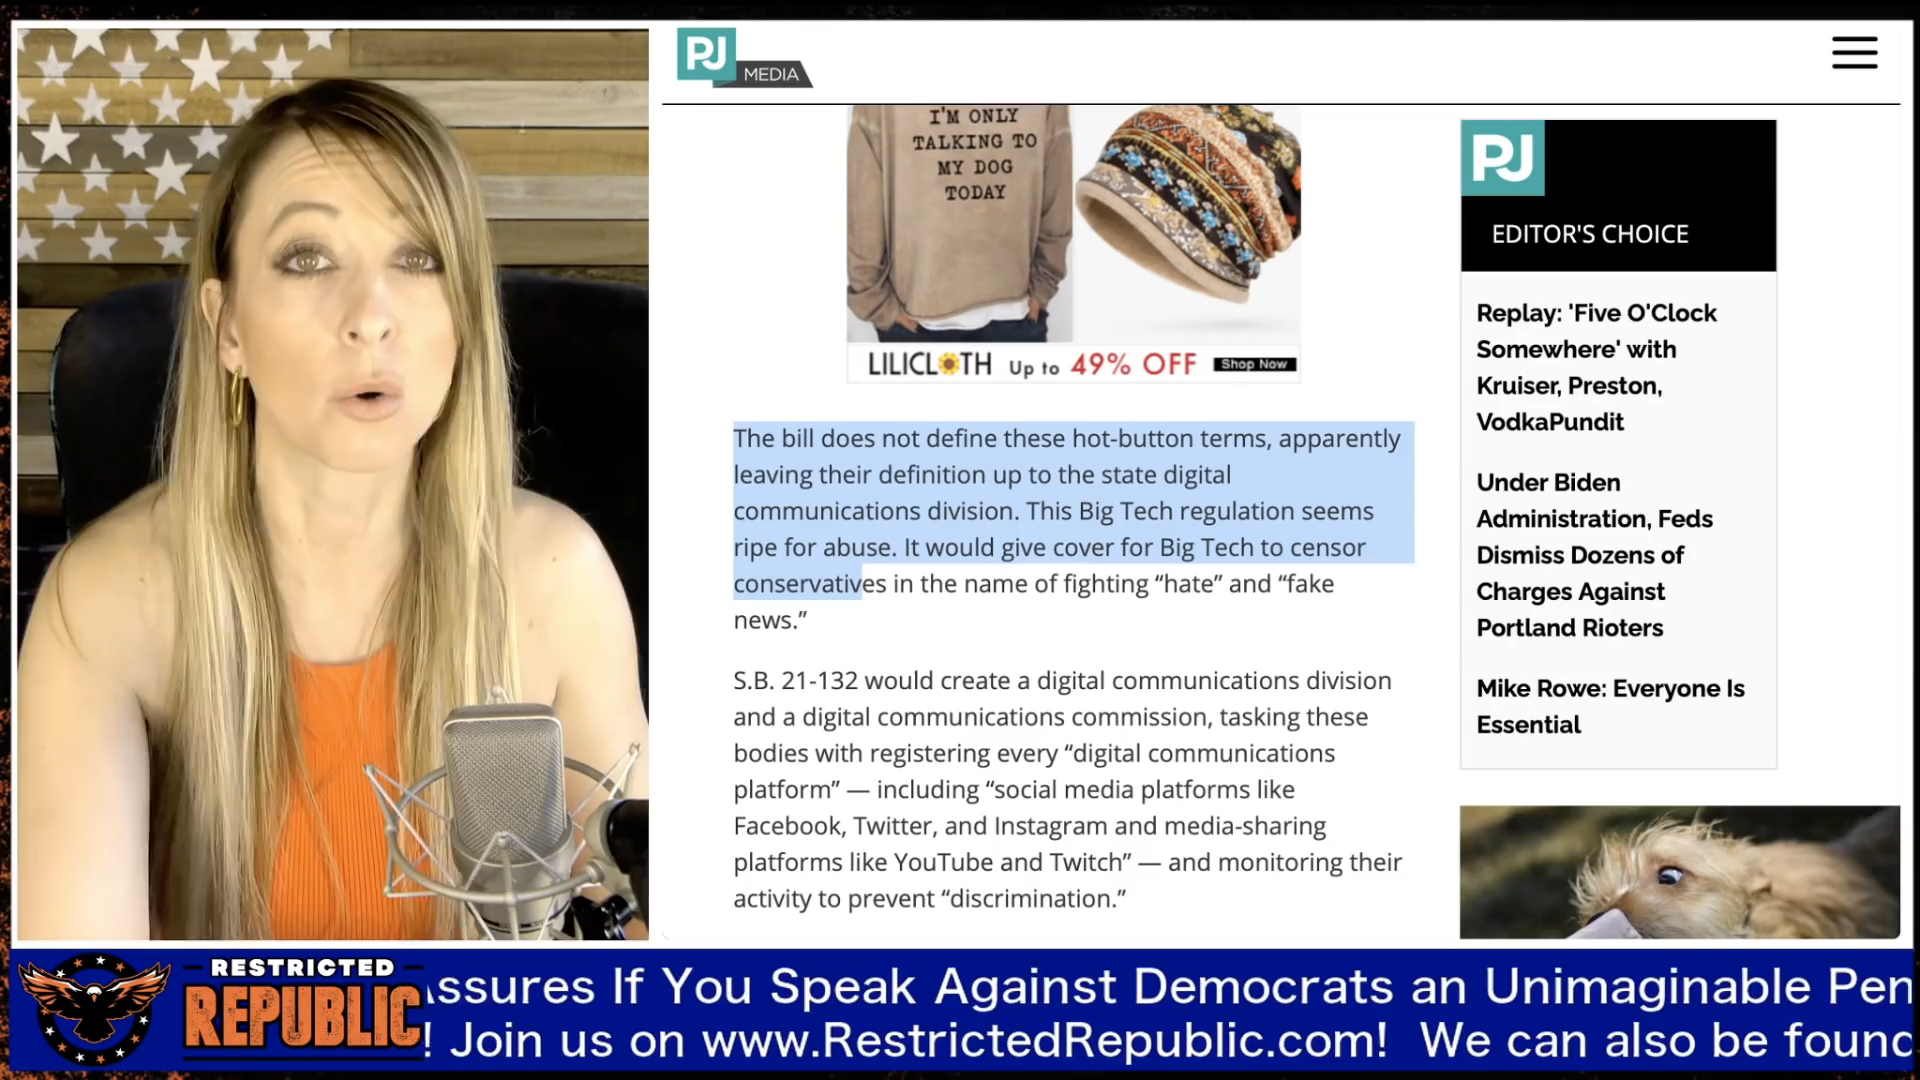 PJ
MEDIA
I'M ONLY
TALKING TO
MY DOG
TODAY
LILICLOTH Up to 49% OFF Shop Now
The bill does not define these hot-button terms, apparently
leaving their definition up to the state digital
communications division. This Big Tech regulation seems
ripe for abuse. It would give cover for Big Tech to censor
conservatives in the name of fighting “hate” and “fake
news.”
S.B. 21-132 would create a digital communications division
and a digital communications commission, tasking these
bodies with registering every “digital communications
platform” — including “social media platforms like
Facebook, Twitter, and Instagram and media-sharing
platforms like YouTube and Twitch” — and monitoring their
activity to prevent “discrimination.”
PJ
EDITOR'S CHOICE
Replay: 'Five O'Clock
Somewhere' with
Kruiser, Preston,
VodkaPundit
Under Biden
Administration, Feds
Dismiss Dozens of
Charges Against
Portland Rioters
Mike Rowe: Everyone Is
Essential
RESTRICTED
REPUBLIC
ssures If You Speak Against Democrats an Unimaginable Pen
! Join us on www.RestrictedRepublic.com! We can also be found